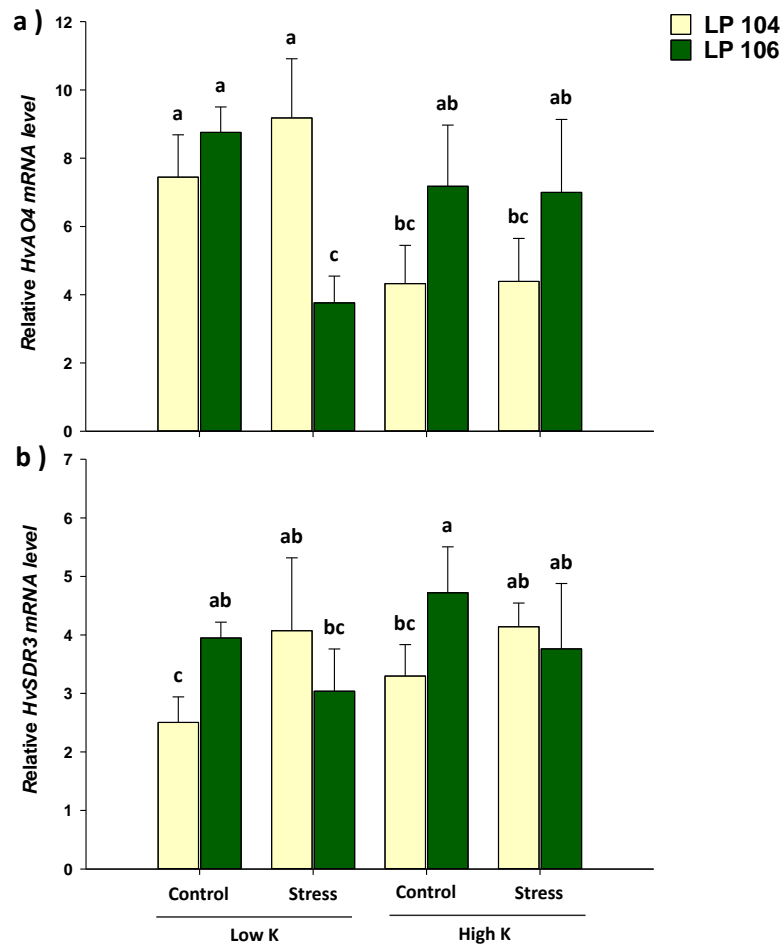 a )
LP 104
LP 106
Relative HvAO4 mRNA level
12
10
8
6
4
2
0
a
a
a
c
bc
ab
bc
ab
b )
Relative HvSDR3 mRNA level
7
6
5
4
3
2
1
0
c
ab
ab
bc
bc
a
ab
ab
Control Stress Control Stress
Low K High K